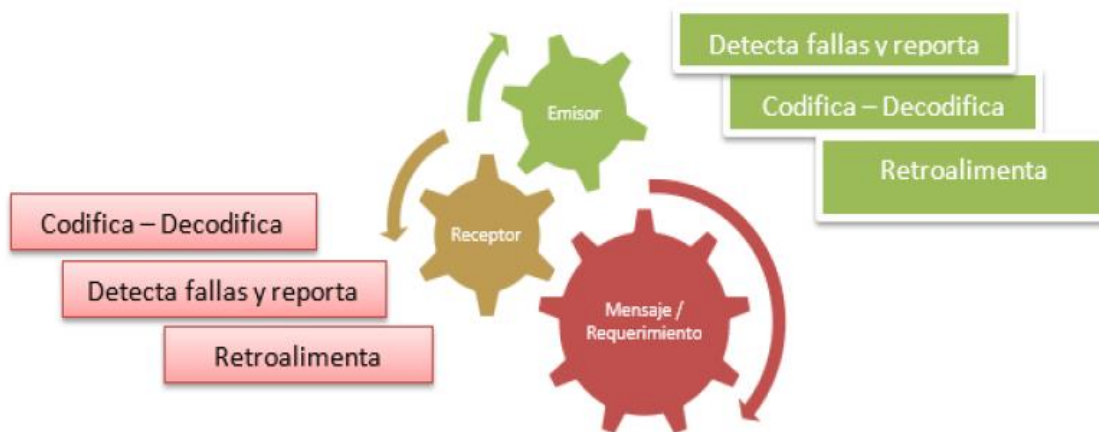 Detecta fallas y reporta
Emisor
Codifica – Decodifica
Retroalimenta
Codifica – Decodifica
Receptor
Detecta fallas y reporta
Mensaje /
Requerimiento
Retroalimenta